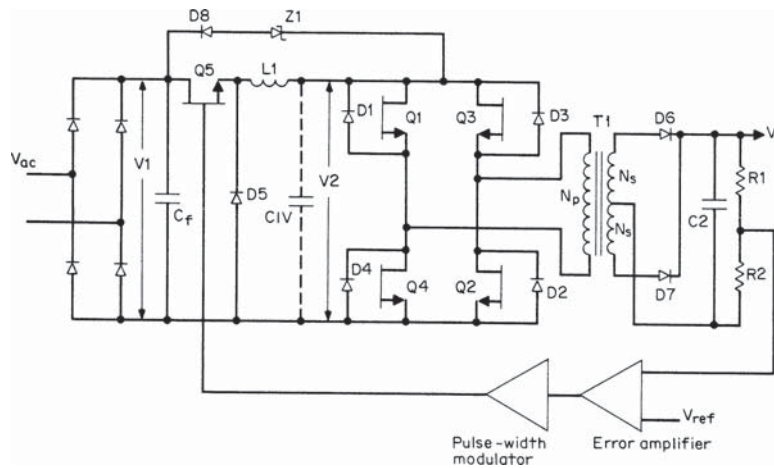 D8 Z1
Q5 L1
D1 Q1 Q3 D3
T1 D6 V
Vac V1 D5 V2 R1
Cf C1V Np Ns C2
Ns
D4 Q4 Q2 D2 D7 R2
Vref
Pulse-width modulator
Error amplifier